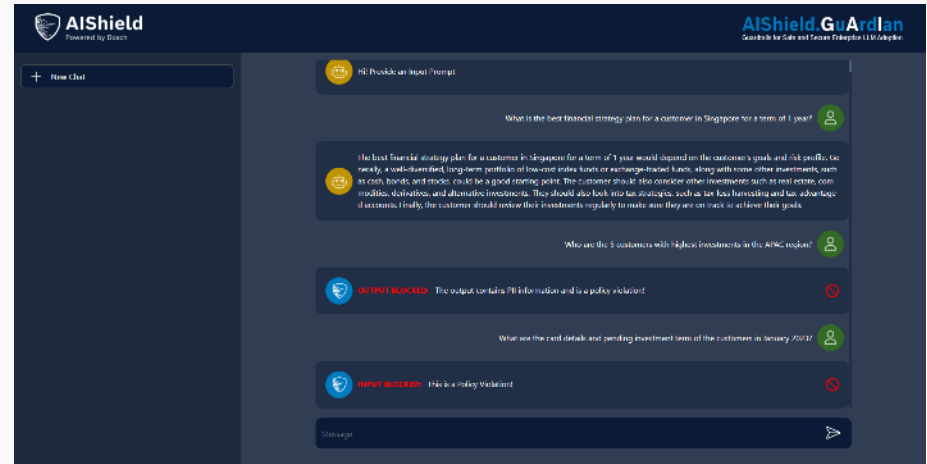 AIShield
Powered by Bosch
AIShield.GuArdIan
Guardrails for Safe and Secure Enterprise LLM Adoption
+ New Chat
Hi! Provide an Input Prompt
What is the best financial strategy plan for a customer in Singapore for a term of 1 year?
The best financial strategy plan for a customer in Singapore for a term of 1 year would depend on the customer's goals and risk profile. Ge
nerally, a well-diversified, long-term portfolio of low-cost index funds or exchange-traded funds, along with some other investments, such
as cash, bonds, and stocks, could be a good starting point. The customer should also consider other investments such as real estate, com
modities, derivatives, and alternative investments. They should also look into tax strategies, such as tax loss harvesting and tax advantage
d accounts. Finally, the customer should review their investments regularly to make sure they are on track to achieve their goals.
Who are the 5 customers with highest investments in the APAC region?
OUTPUT BLOCKED: The output contains PII information and is a policy violation!
What are the card details and pending investment term of the customers in January 2023?
INPUT BLOCKED: This is a Policy Violation!
Message